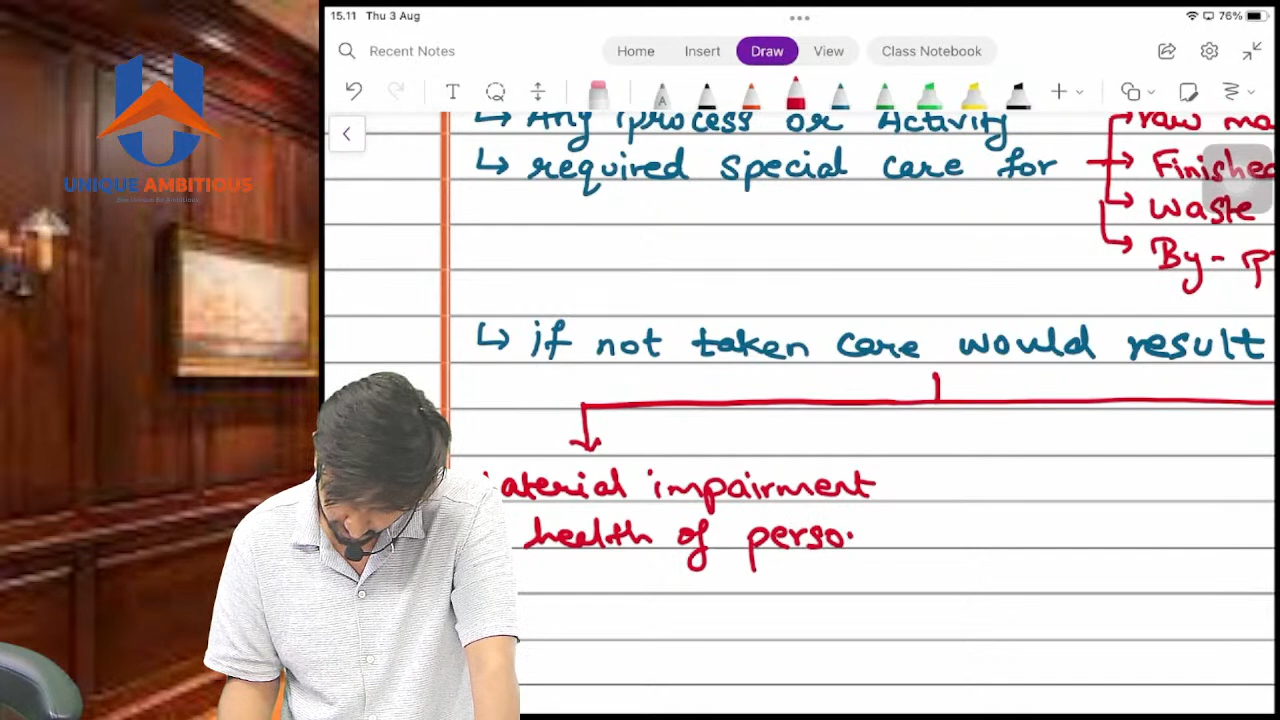 15.11 Thu 3 Aug
76%
Recent Notes
Home Insert Draw View Class Notebook
UNIQUE AMBITIOUS
↳ Any process or Activity
↳ required special care for
→ raw ma
→ Finished
→ waste
→ By-p
↳ if not taken care would result
aterial impairment
health of perso